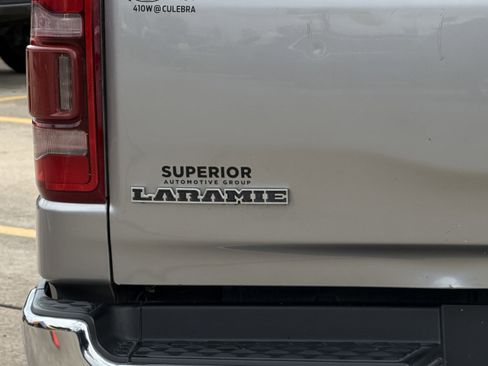 410W @ CULEBRA
SUPERIOR
AUTOMOTIVE GROUP
LARAMIE